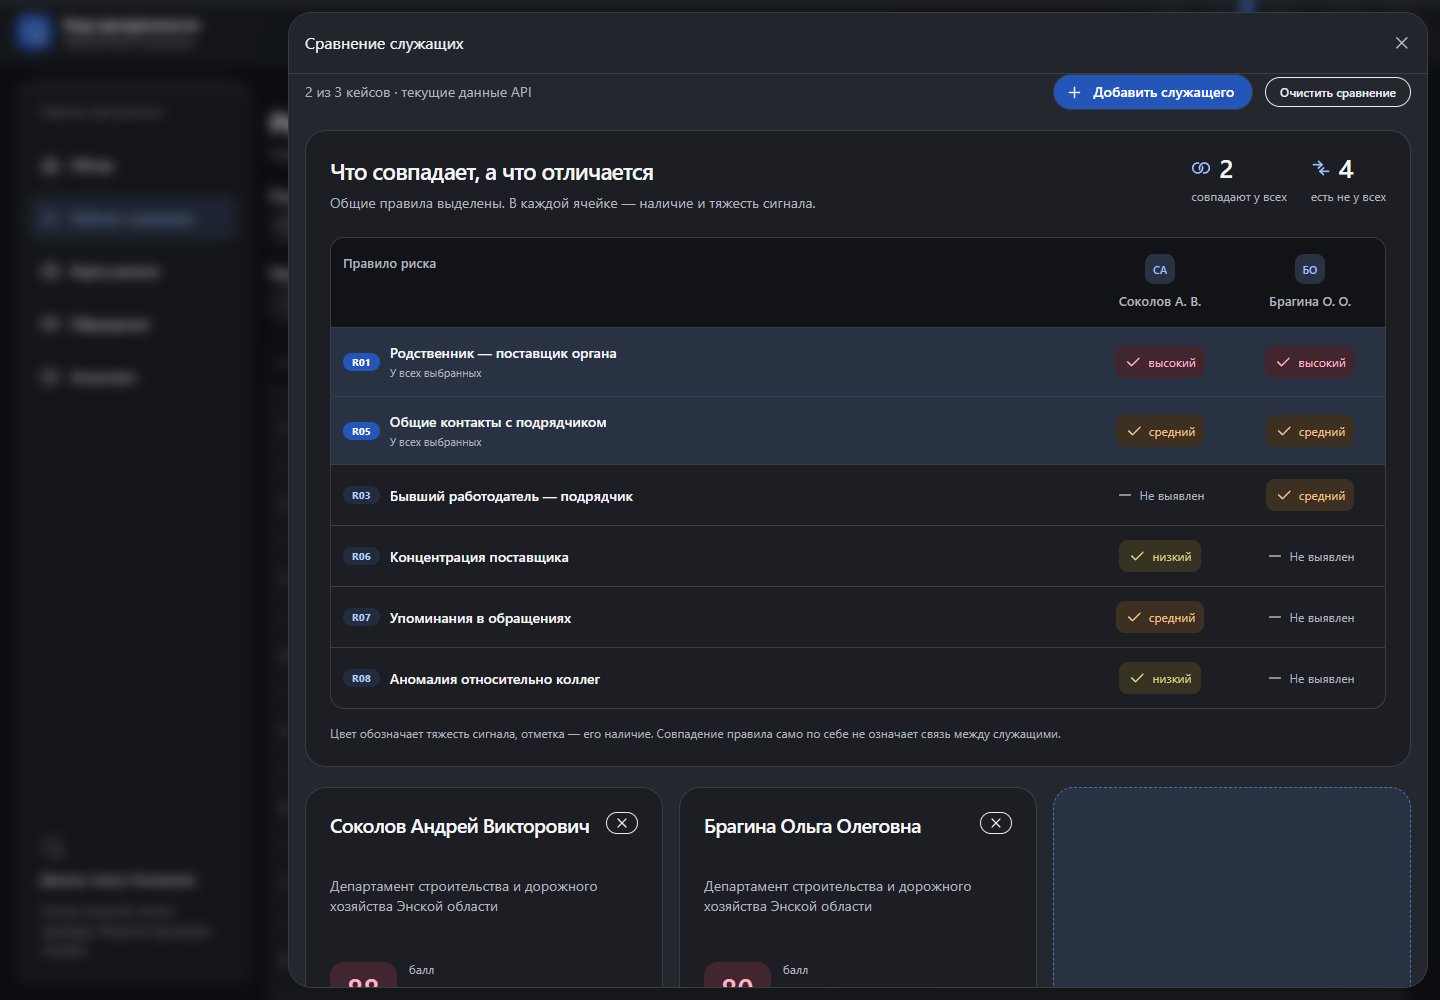 Сравнение служащих
2 из 3 кейсов · текущие данные API
Добавить служащего
Очистить сравнение
Что совпадает, а что отличается
Общие правила выделены. В каждой ячейке — наличие и тяжесть сигнала.
2
совпадают у всех
4
есть не у всех
Правило риска
СА
Соколов А. В.
БО
Брагина О. О.
R01
Родственник — поставщик органа
У всех выбранных
высокий
высокий
R05
Общие контакты с подрядчиком
У всех выбранных
средний
средний
R03
Бывший работодатель — подрядчик
Не выявлен
средний
R06
Концентрация поставщика
низкий
Не выявлен
R07
Упоминания в обращениях
средний
Не выявлен
R08
Аномалия относительно коллег
низкий
Не выявлен
Цвет обозначает тяжесть сигнала, отметка — его наличие. Совпадение правила само по себе не означает связь между служащими.
Соколов Андрей Викторович
Департамент строительства и дорожного
хозяйства Энской области
балл
Брагина Ольга Олеговна
Департамент строительства и дорожного
хозяйства Энской области
балл